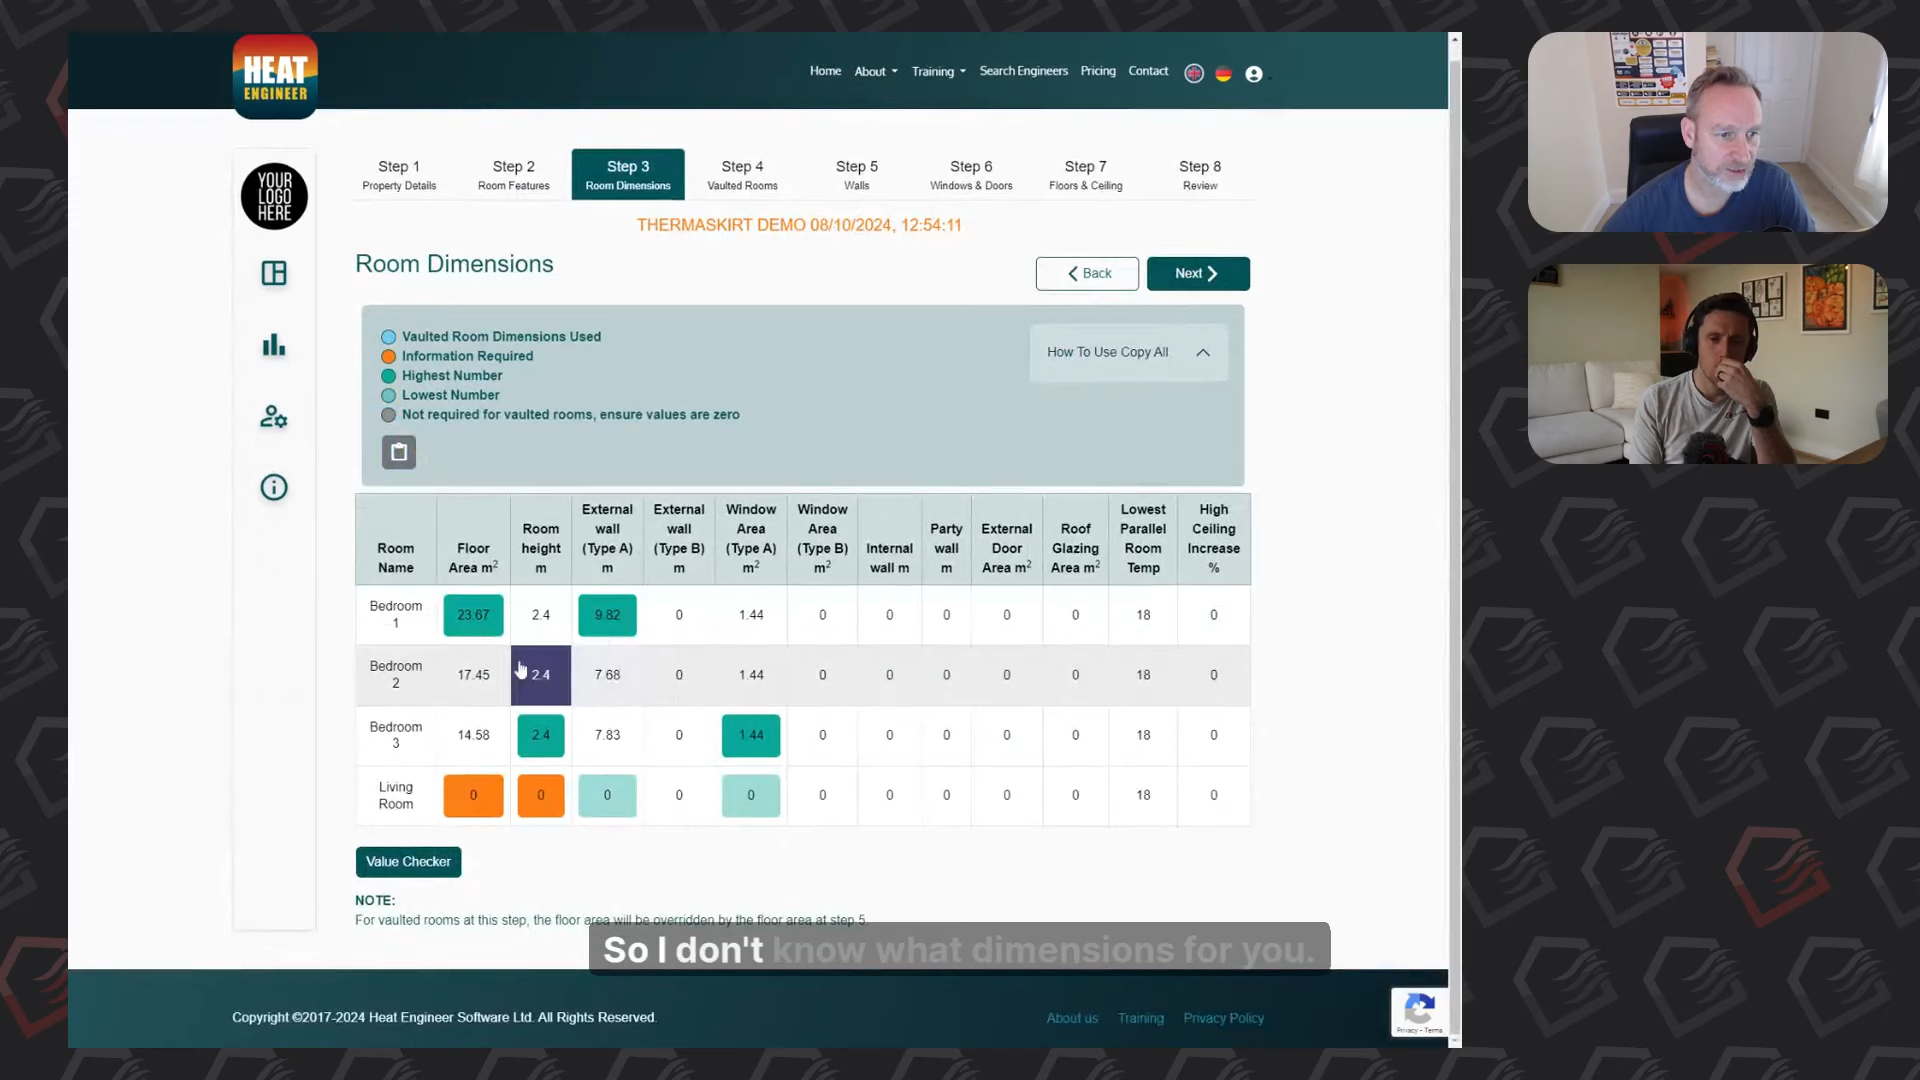 HEAT
ENGINEER
Home
About
Training
Search Engineers
Pricing
Contact
YOUR
LOGO
HERE
Step 1
Property Details
Step 2
Room Features
Step 3
Room Dimensions
Step 4
Vaulted Rooms
Step 5
Walls
Step 6
Windows & Doors
Step 7
Floors & Ceiling
Step 8
Review
THERMASKIRT DEMO 08/10/2024, 12:54:11
Room Dimensions
Back
Next
Vaulted Room Dimensions Used
Information Required
Highest Number
Lowest Number
Not required for vaulted rooms, ensure values are zero
How To Use Copy All
Room Name
Floor Area m²
Room height m
External wall (Type A) m
External wall (Type B) m
Window Area (Type A) m²
Window Area (Type B) m²
Internal wall m
Party wall m
External Door Area m²
Roof Glazing Area m²
Lowest Parallel Room Temp
High Ceiling Increase %
Bedroom 1 23.67 2.4 9.82 0 1.44 0 0 0 0 0 18 0
Bedroom 2 17.45 2.4 7.68 0 1.44 0 0 0 0 0 18 0
Bedroom 3 14.58 2.4 7.83 0 1.44 0 0 0 0 0 18 0
Living Room 0 0 0 0 0 0 0 0 0 0 18 0
Value Checker
NOTE:
For vaulted rooms at this step, the floor area will be overridden by the floor area at step 5.
So I don't know what dimensions for you.
Copyright ©2017-2024 Heat Engineer Software Ltd. All Rights Reserved.
About us
Training
Privacy Policy
Privacy - Terms